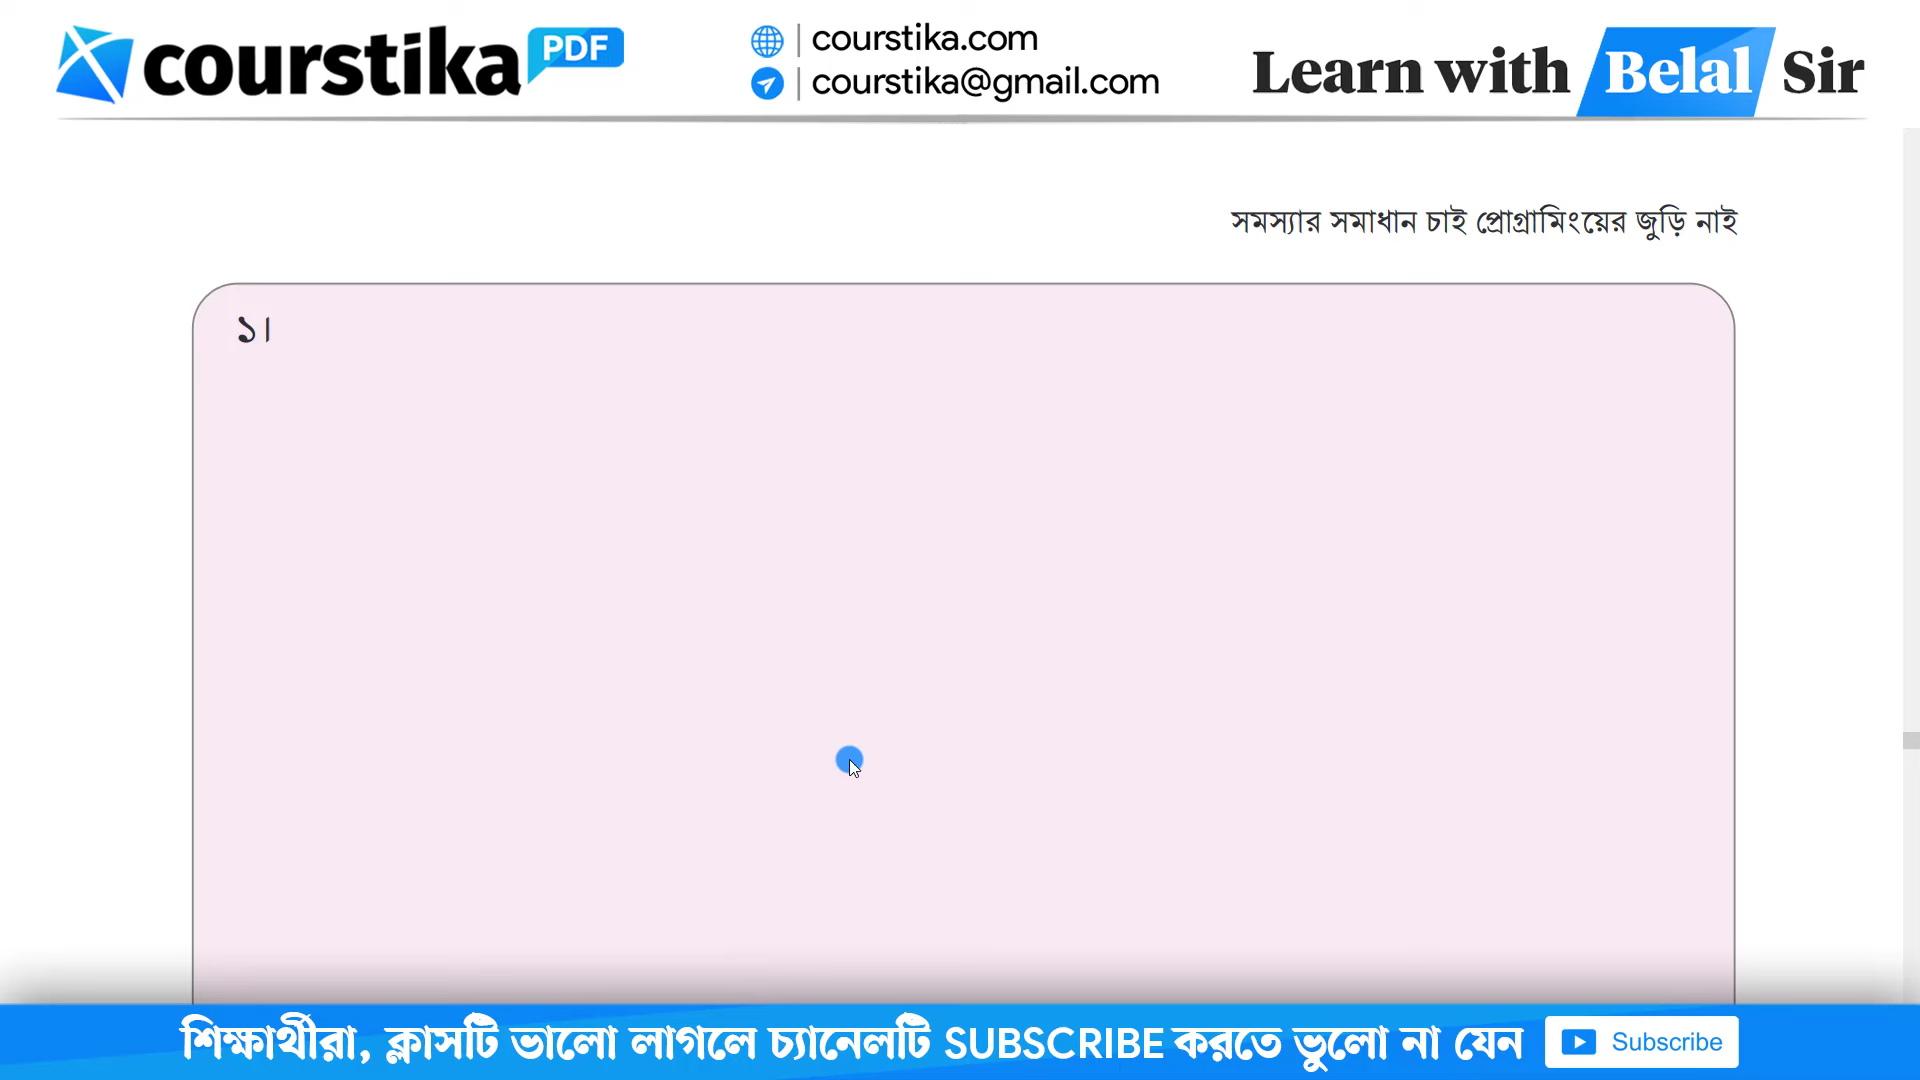 courstika PDF
courstika.com
courstika@gmail.com
Learn with Belal Sir
সমস্যার সমাধান চাই প্রোগ্রামিংয়ের জুড়ি নাই
১।
শিক্ষার্থীরা, ক্লাসটি ভালো লাগলে চ্যানেলটি SUBSCRIBE করতে ভুলো না যেন
Subscribe